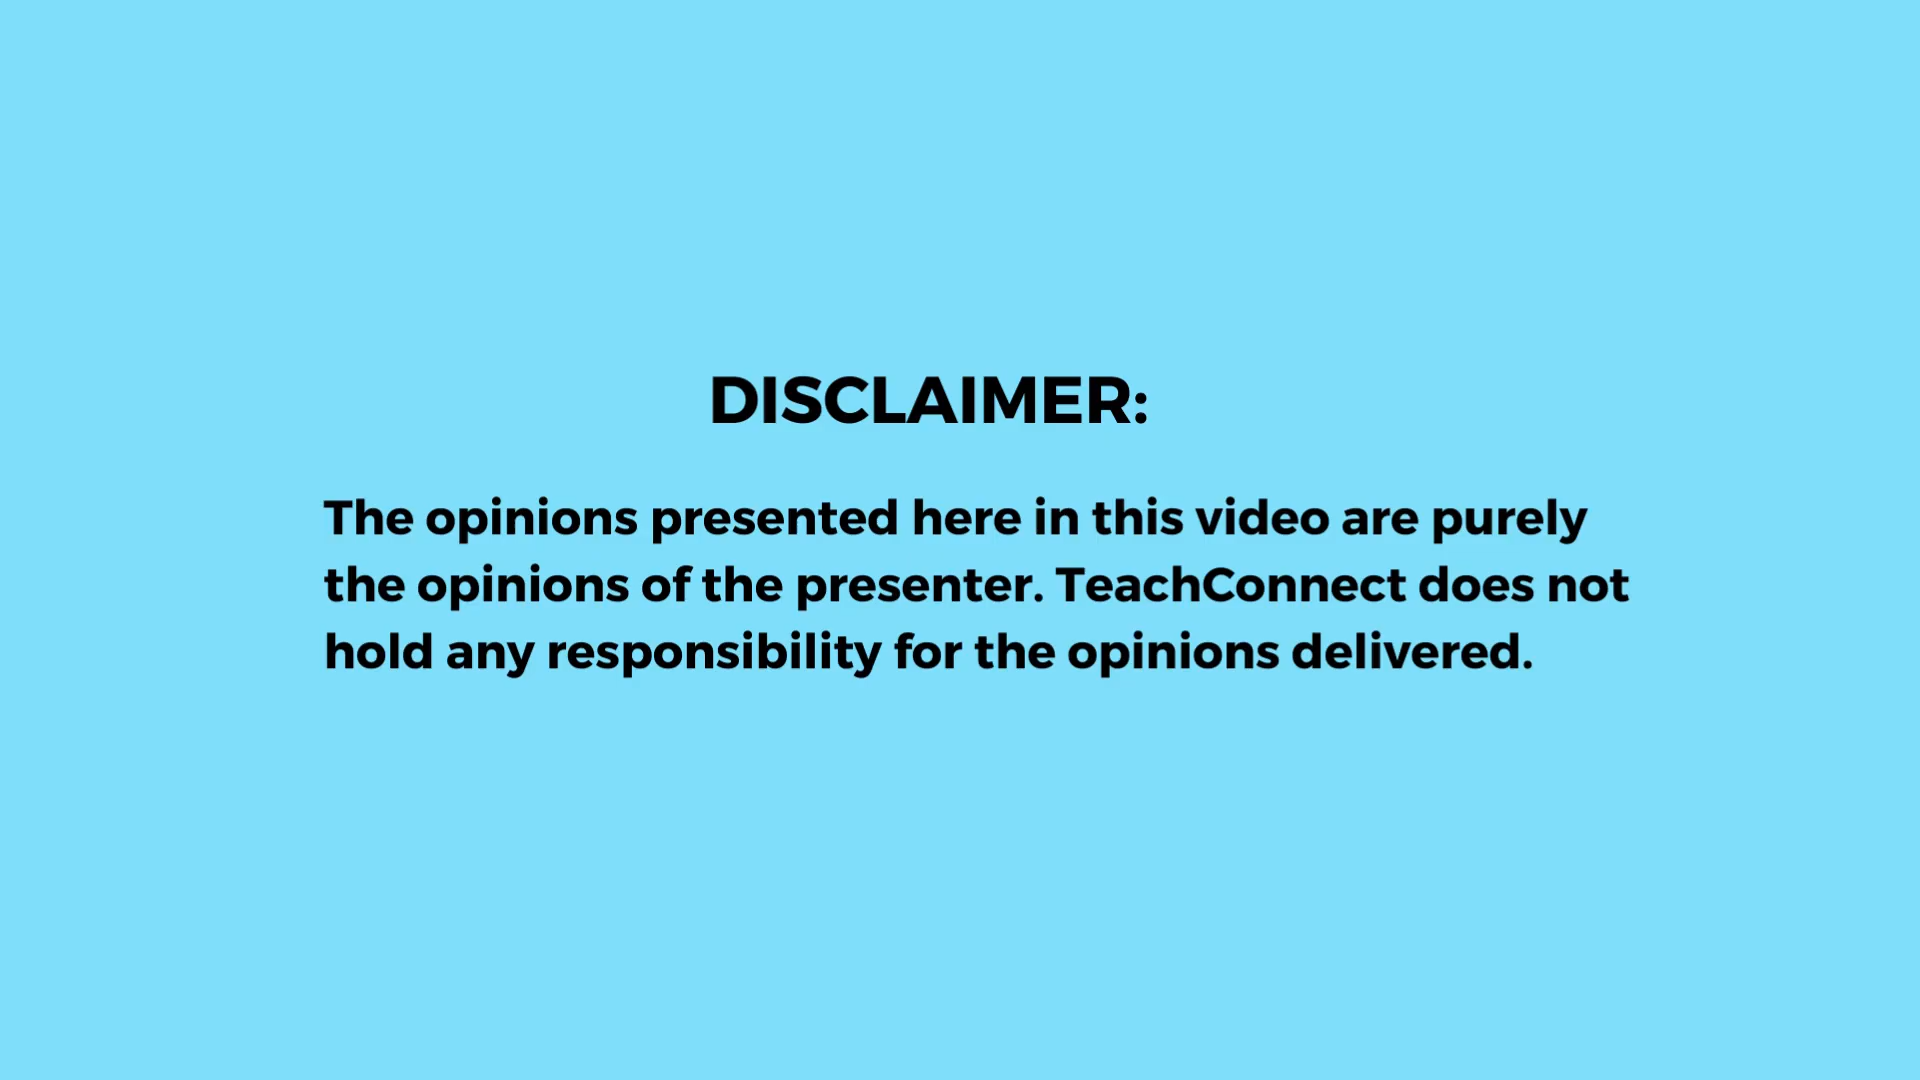 DISCLAIMER:
The opinions presented here in this video are purely
the opinions of the presenter. TeachConnect does not
hold any responsibility for the opinions delivered.